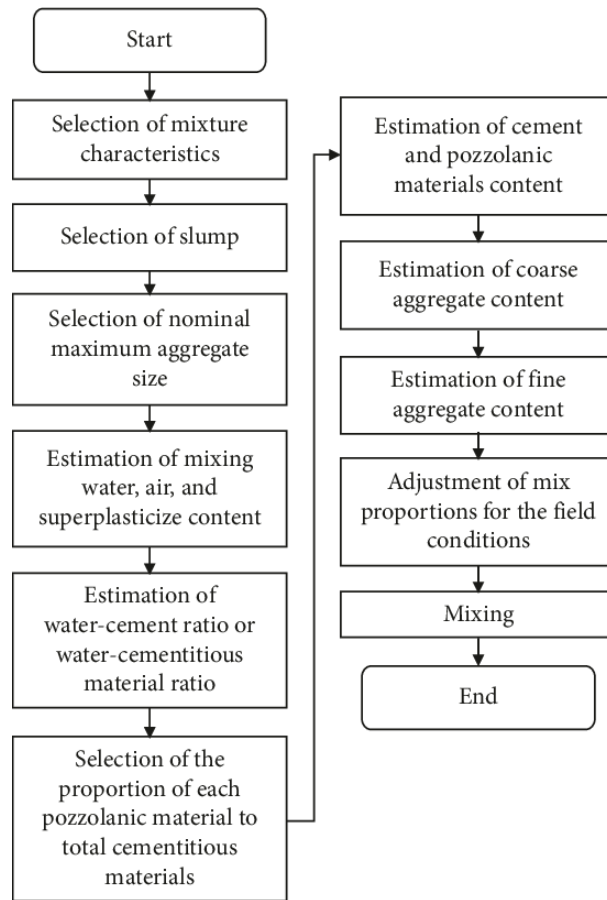 Start
Selection of mixture
characteristics
Selection of slump
Selection of nominal
maximum aggregate
size
Estimation of mixing
water, air, and
superplasticize content
Estimation of
water-cement ratio or
water-cementitious
material ratio
Selection of the
proportion of each
pozzolanic material to
total cementitious
materials
Estimation of cement
and pozzolanic
materials content
Estimation of coarse
aggregate content
Estimation of fine
aggregate content
Adjustment of mix
proportions for the field
conditions
Mixing
End